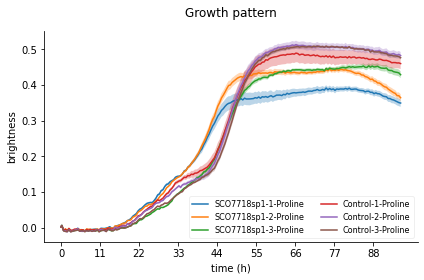 Growth pattern
brightness
0.5
0.4
0.3
0.2
0.1
0.0
SCO7718sp1-1-Proline
SCO7718sp1-2-Proline
SCO7718sp1-3-Proline
Control-1-Proline
Control-2-Proline
Control-3-Proline
0 11 22 33 44 55 66 77 88
time (h)